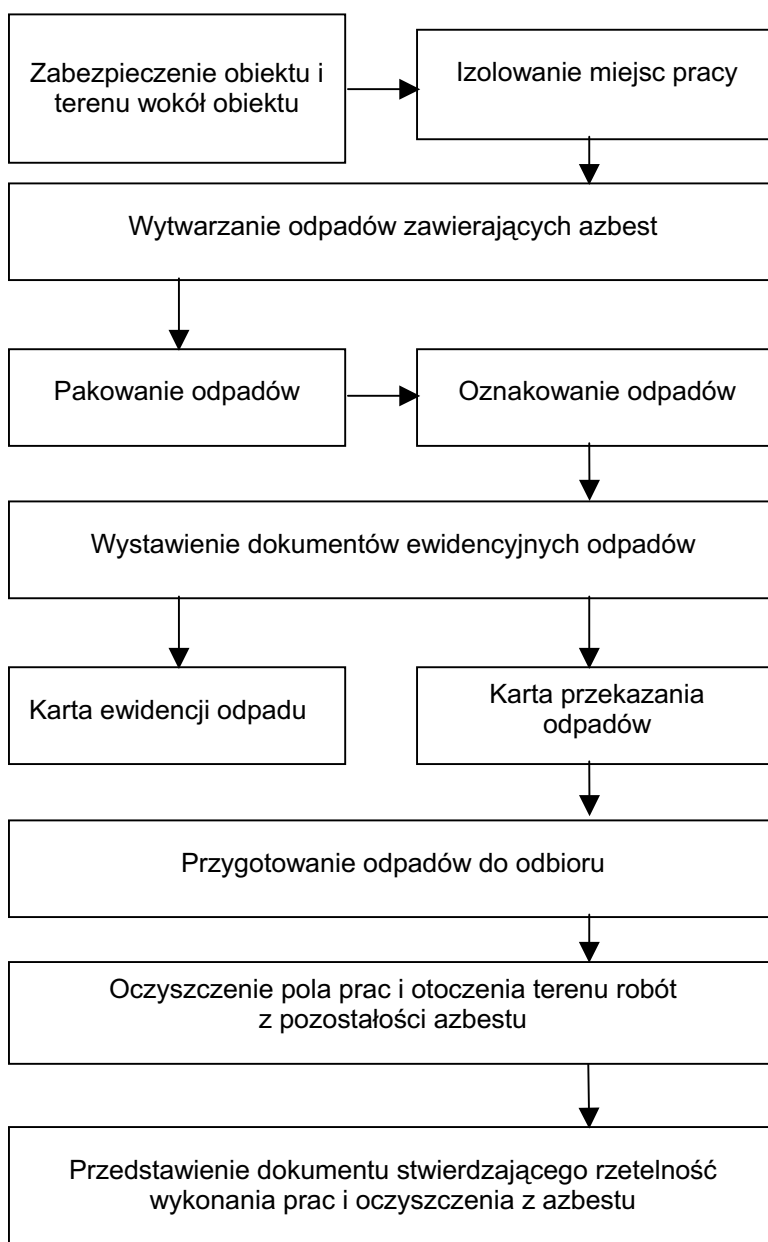 Zabezpieczenie obiektu i
terenu wokół obiektu
Izolowanie miejsc pracy
Wytwarzanie odpadów zawierających azbest
Pakowanie odpadów
Oznakowanie odpadów
Wystawienie dokumentów ewidencyjnych odpadów
Karta ewidencji odpadu
Karta przekazania
odpadów
Przygotowanie odpadów do odbioru
Oczyszczenie pola prac i otoczenia terenu robót
z pozostałości azbestu
Przedstawienie dokumentu stwierdzającego rzetelność
wykonania prac i oczyszczenia z azbestu